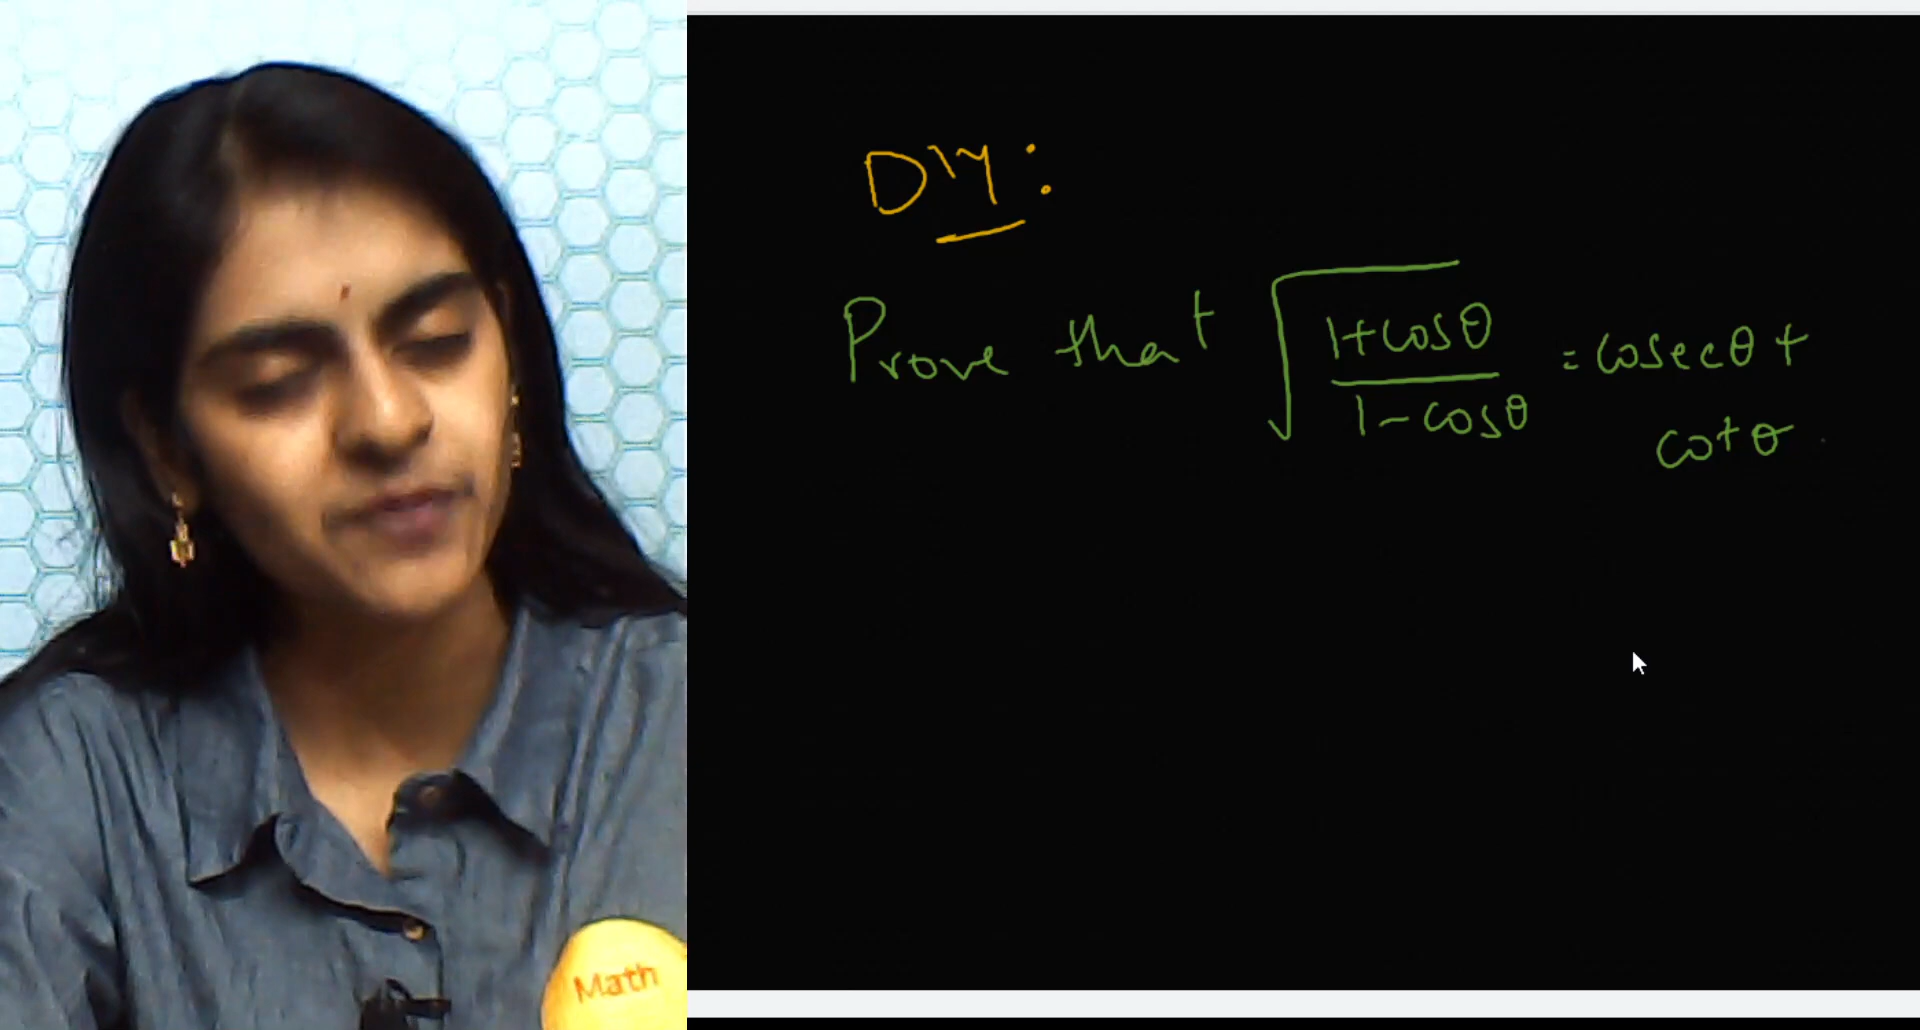 DIY:
Prove that √(1+cosθ / 1-cosθ) = cosecθ +
cotθ.
Math